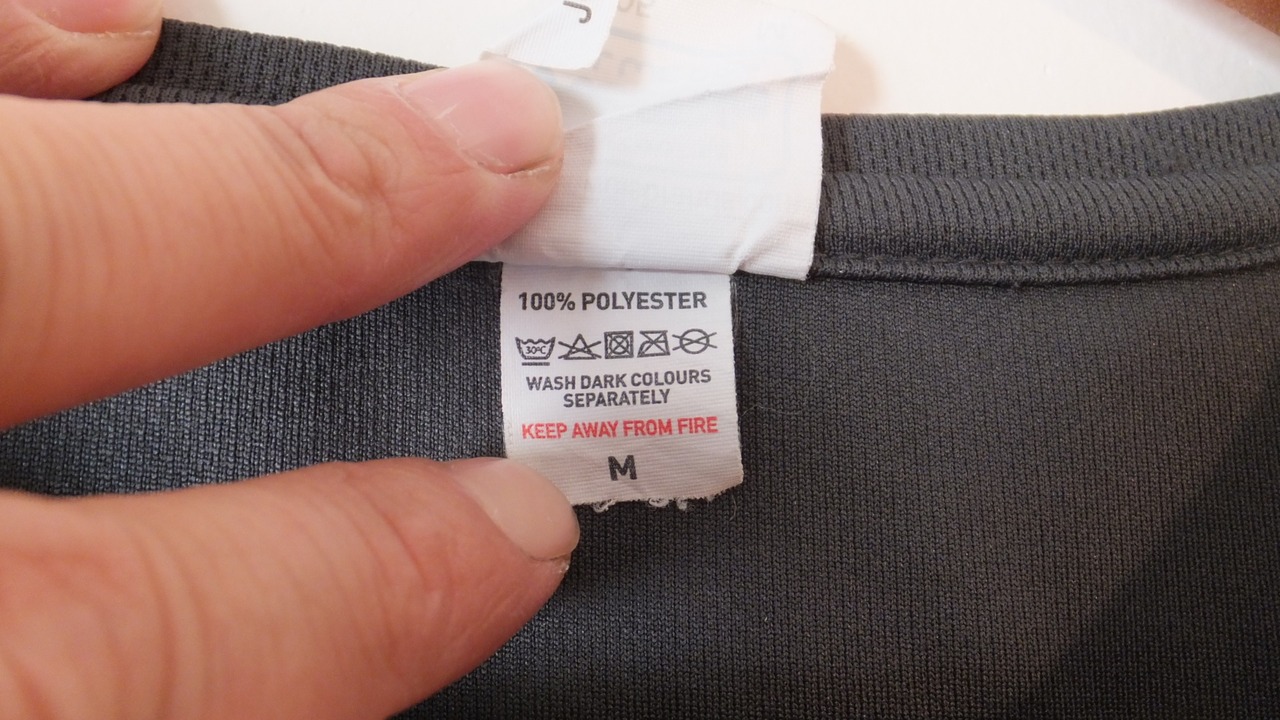 J
100% POLYESTER
30°C
WASH DARK COLOURS
SEPARATELY
KEEP AWAY FROM FIRE
M